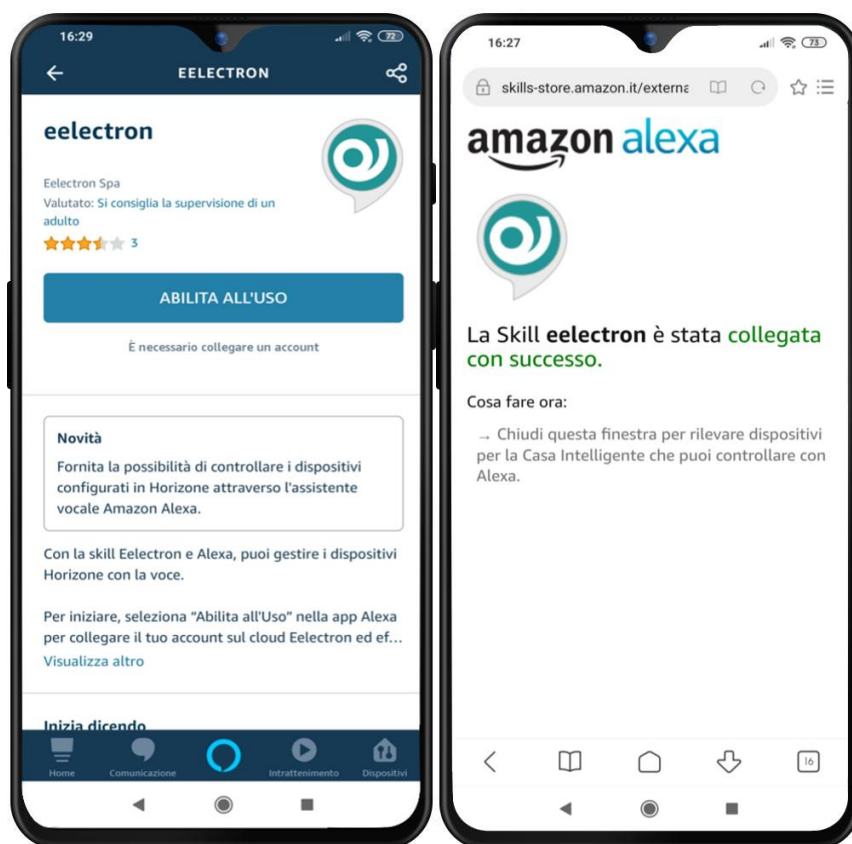 16:29
72
EELECTRON
eelectron
Eelectron Spa
Valutato: Si consiglia la supervisione di un
adulto
3
ABILITA ALL'USO
È necessario collegare un account
Novità
Fornita la possibilità di controllare i dispositivi
configurati in Horizone attraverso l'assistente
vocale Amazon Alexa.
Con la skill Eelectron e Alexa, puoi gestire i dispositivi
Horizone con la voce.
Per iniziare, seleziona “Abilita all'Uso” nella app Alexa
per collegare il tuo account sul cloud Eelectron ed ef...
Visualizza altro
Inizia dicendo
Home Comunicazione Intrattenimento Dispositivi
16:27
73
skills-store.amazon.it/externa
amazon alexa
La Skill eelectron è stata collegata
con successo.
Cosa fare ora:
→ Chiudi questa finestra per rilevare dispositivi
per la Casa Intelligente che puoi controllare con
Alexa.
16